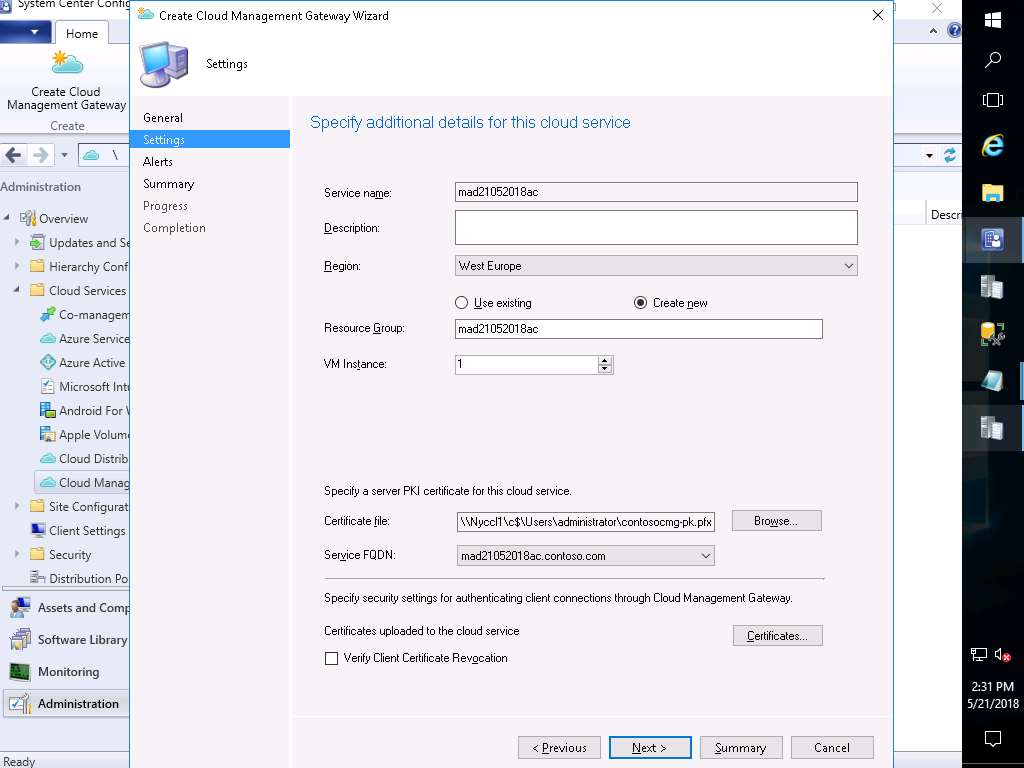 System Center Config
Create Cloud Management Gateway Wizard
Home
Create Cloud
Management Gateway
Create
\
Administration
Overview
Updates and Se
Hierarchy Conf
Cloud Services
Co-managem
Azure Service
Azure Active
Microsoft Intu
Android For W
Apple Volume
Cloud Distrib
Cloud Manag
Site Configurat
Client Settings
Security
Distribution Po
Assets and Comp
Software Library
Monitoring
Administration
Ready
Settings
General
Settings
Alerts
Summary
Progress
Completion
Specify additional details for this cloud service
Service name: mad21052018ac
Description:
Region: West Europe
Use existing Create new
Resource Group: mad21052018ac
VM Instance: 1
Specify a server PKI certificate for this cloud service.
Certificate file: \\Nyccl1\c$\Users\administrator\contosocmg-pk.pfx Browse...
Service FQDN: mad21052018ac.contoso.com
Specify security settings for authenticating client connections through Cloud Management Gateway.
Certificates uploaded to the cloud service Certificates...
Verify Client Certificate Revocation
< Previous Next > Summary Cancel
Descri
2:31 PM
5/21/2018